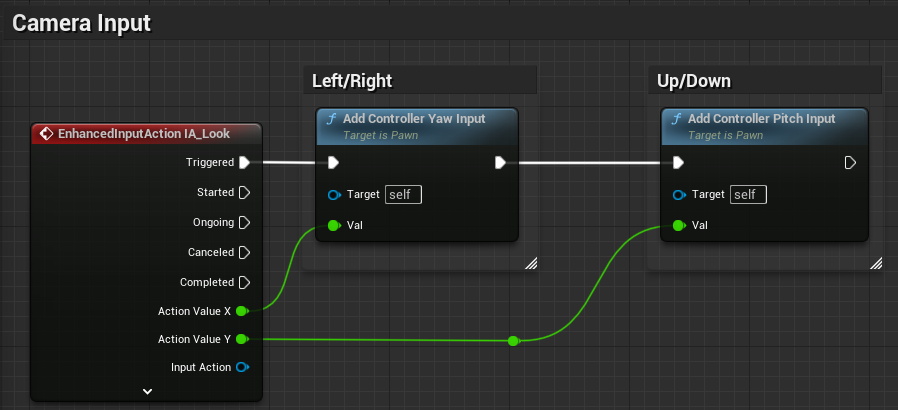 Camera Input
Left/Right
Up/Down
EnhancedInputAction IA_Look
Triggered
Started
Ongoing
Canceled
Completed
Action Value X
Action Value Y
Input Action
f Add Controller Yaw Input
Target is Pawn
Target self
Val
f Add Controller Pitch Input
Target is Pawn
Target self
Val